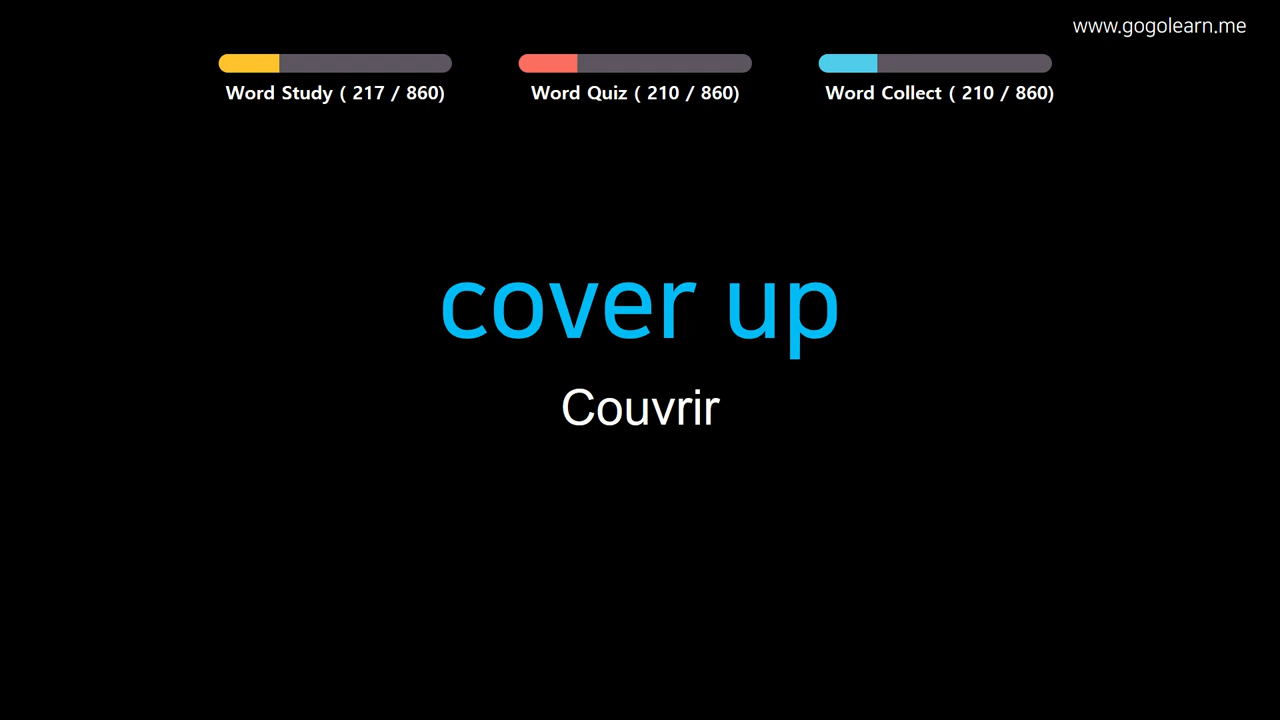 www.gogolearn.me
Word Study ( 217 / 860)
Word Quiz ( 210 / 860)
Word Collect ( 210 / 860)
cover up
Couvrir